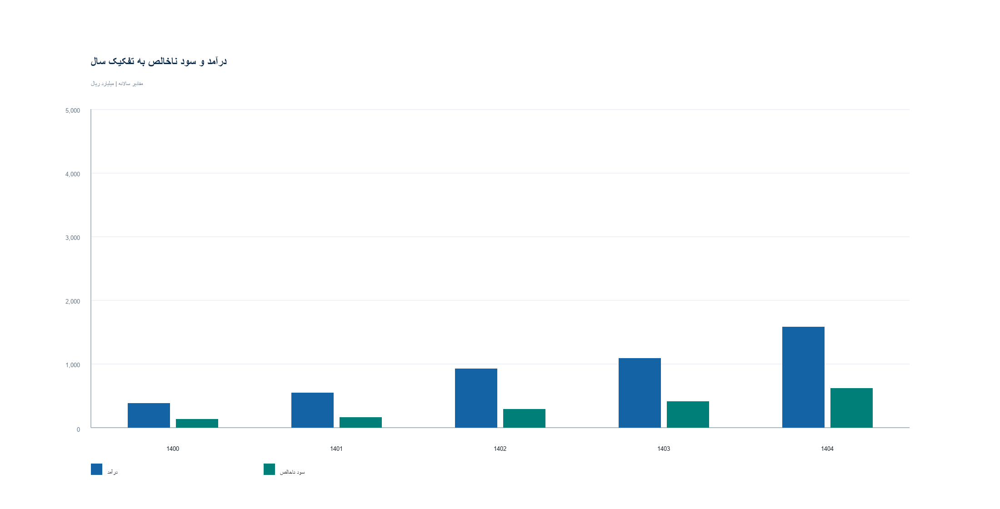 درآمد و سود ناخالص به تفکیک سال
مقادیر سالانه | میلیارد ریال
5,000
4,000
3,000
2,000
1,000
0
1400 1401 1402 1403 1404
درآمد سود ناخالص